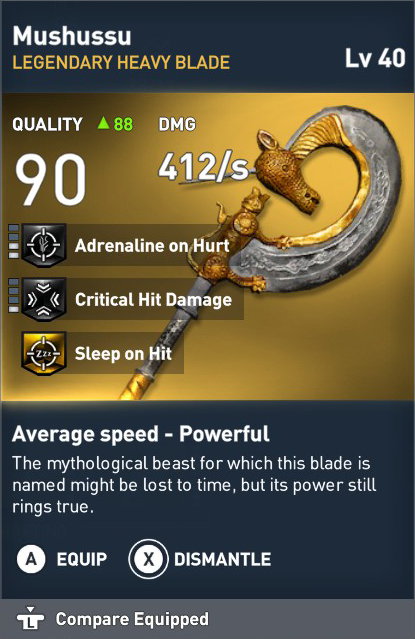 Mushussu
LEGENDARY HEAVY BLADE
Lv 40
QUALITY ▲ 88 DMG
90 412/s
Adrenaline on Hurt
Critical Hit Damage
ZZZ Sleep on Hit
Average speed - Powerful
The mythological beast for which this blade is
named might be lost to time, but its power still
rings true.
A EQUIP X DISMANTLE
L Compare Equipped